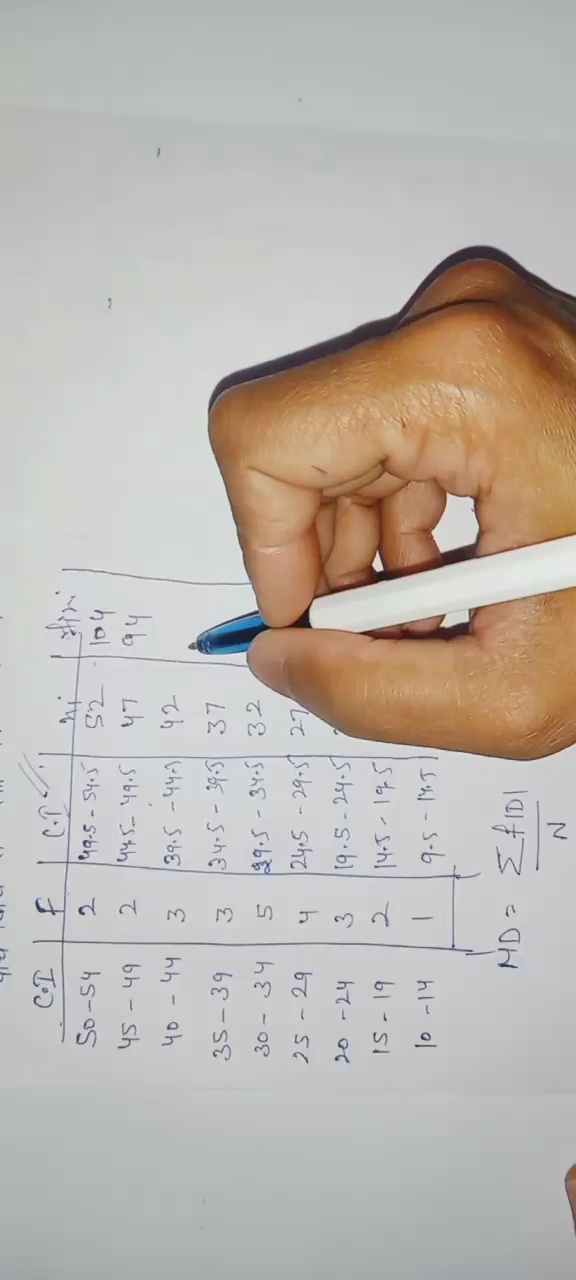 C.I F C.I xi fixi
50-54 2 49.5-54.5 52 104
45-49 2 44.5-49.5 47 94
40-44 3 39.5-44.5 42
35-39 3 34.5-39.5 37
30-34 5 29.5-34.5 32
25-29 4 24.5-29.5 27
20-24 3 19.5-24.5
15-19 2 14.5-19.5
10-14 1 9.5-14.5
MD = Σf|D|
N